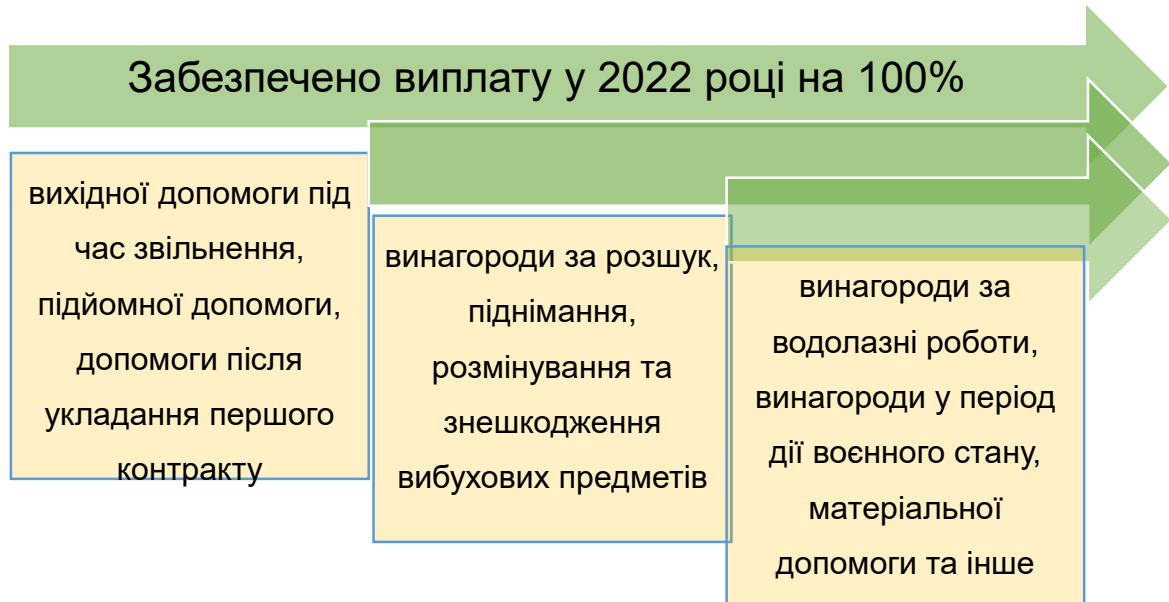 Забезпечено виплату у 2022 році на 100%
вихідної допомоги під
час звільнення,
підйомної допомоги,
допомоги після
укладання першого
контракту
винагороди за розшук,
піднімання,
розмінування та
знешкодження
вибухових предметів
винагороди за
водолазні роботи,
винагороди у період
дії воєнного стану,
матеріальної
допомоги та інше